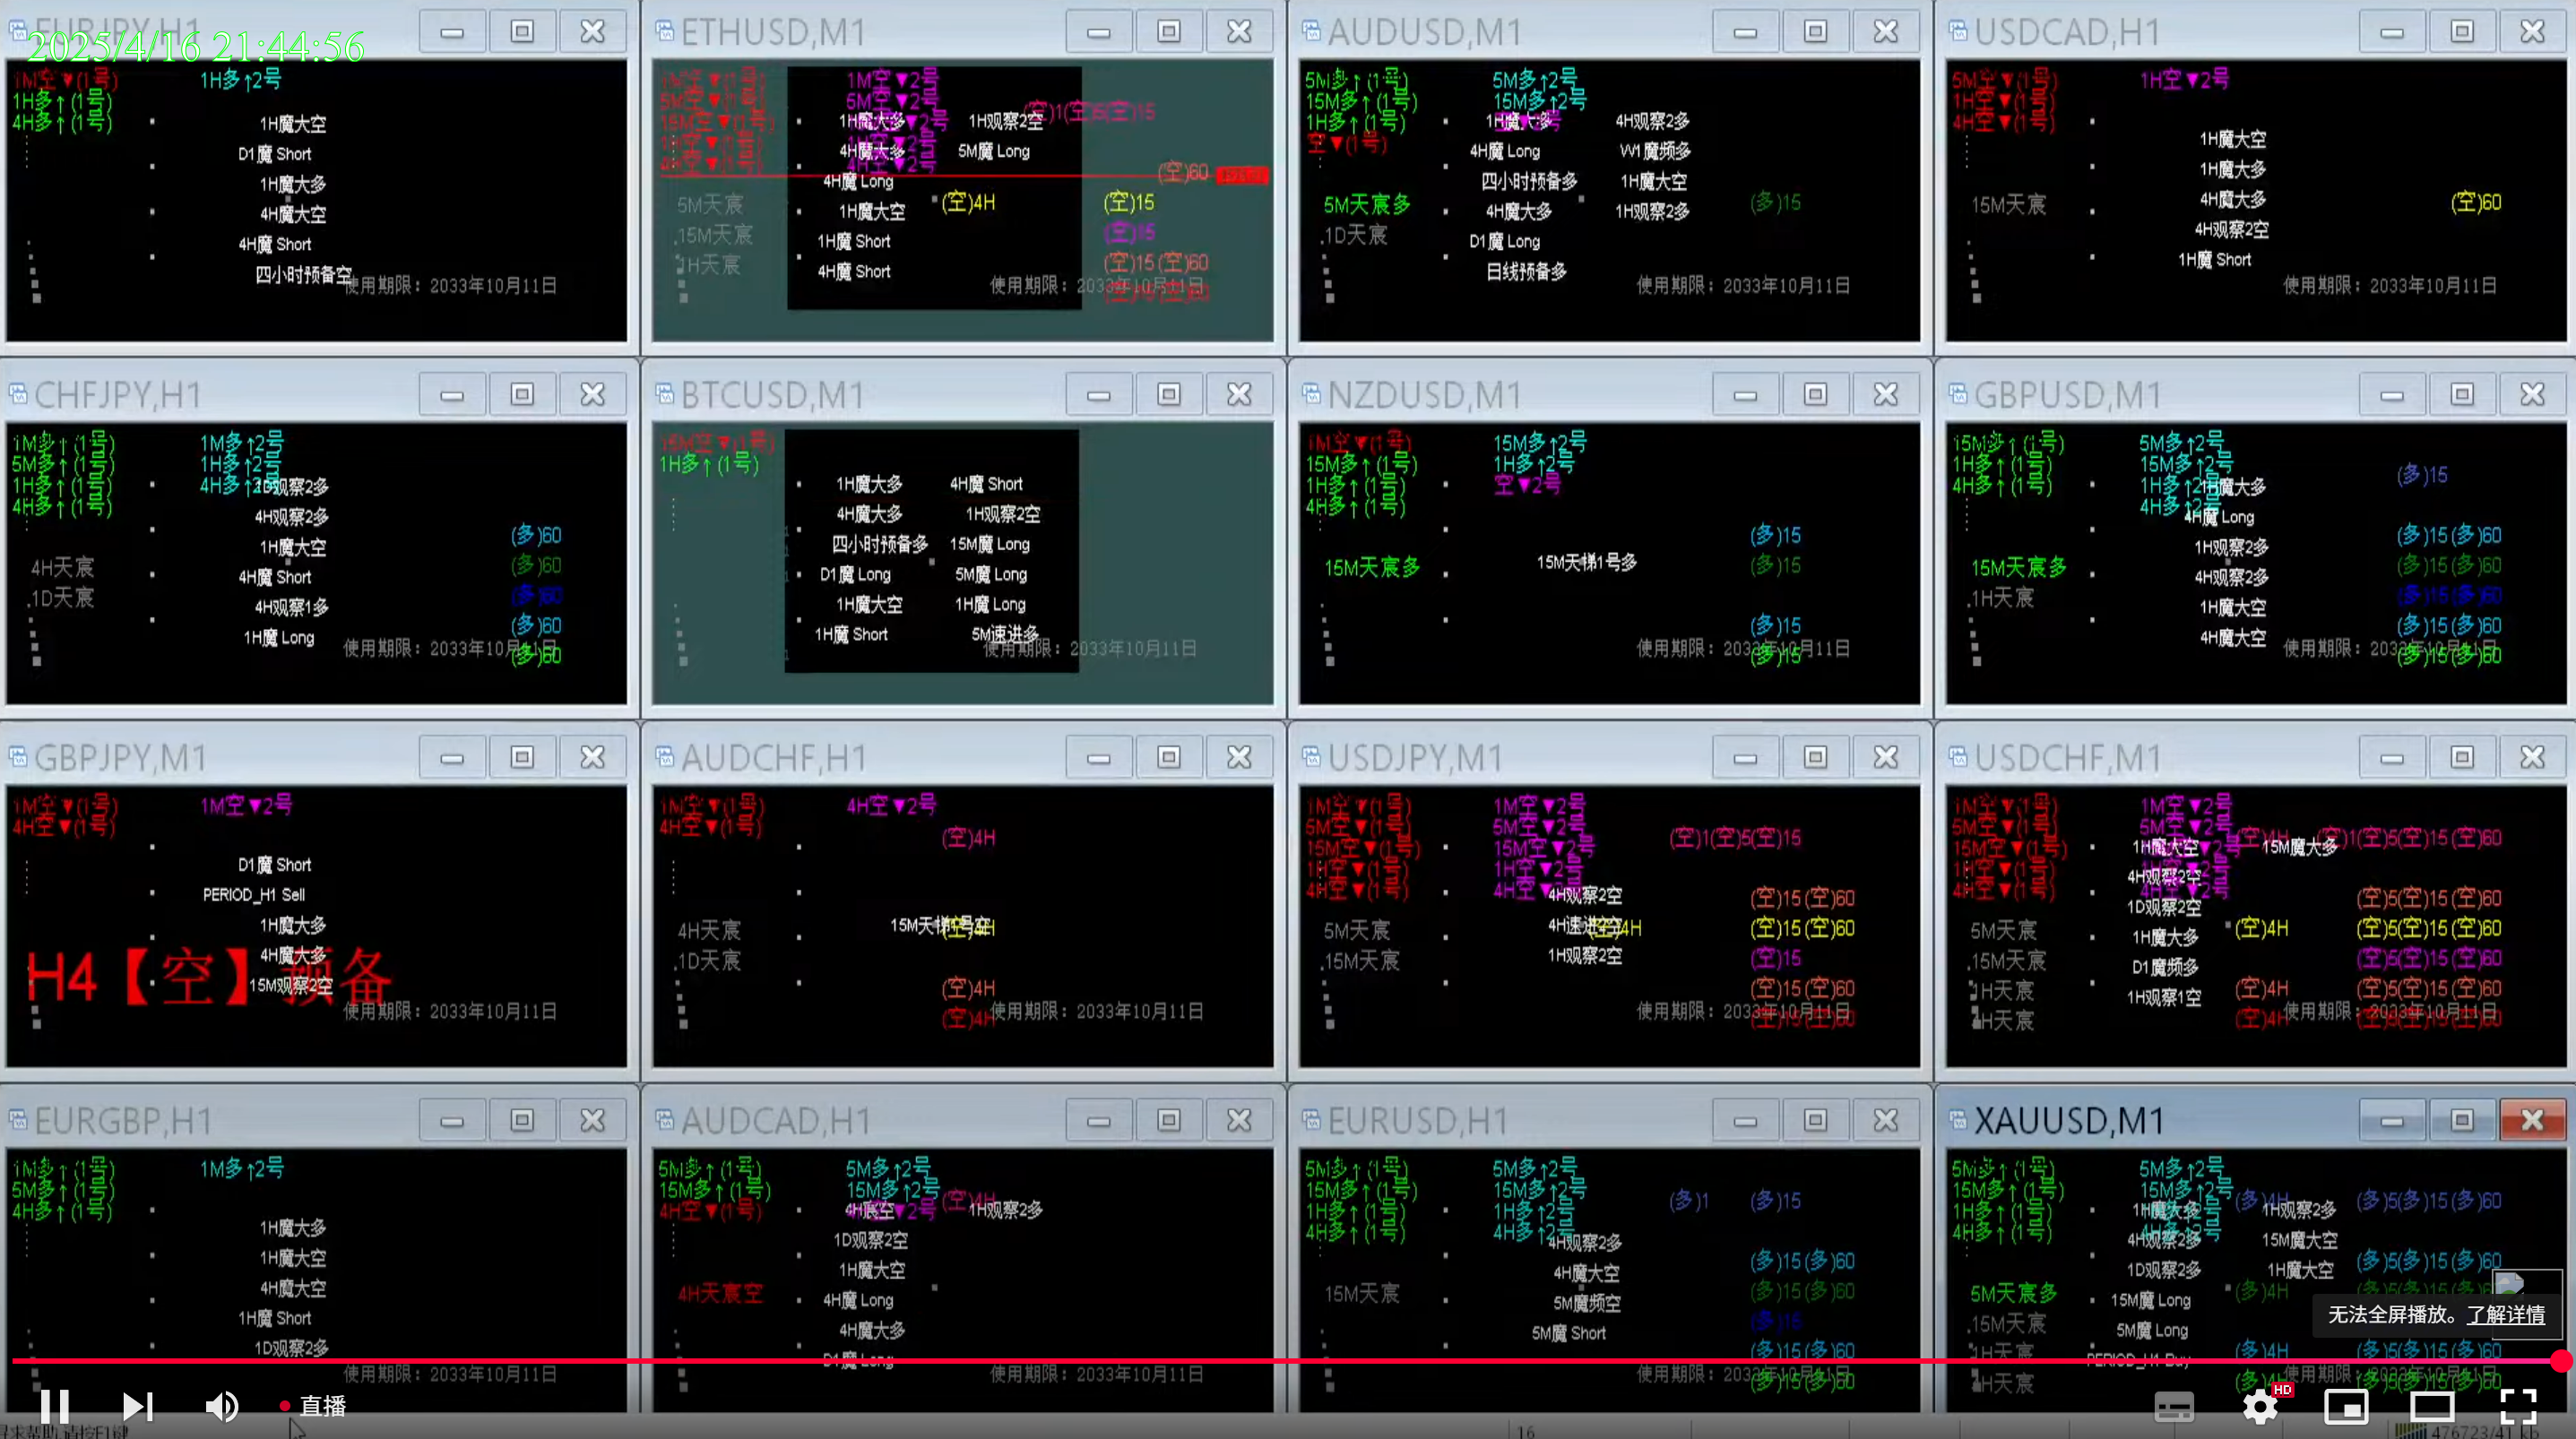 EURJPY,H1
2025/4/16 21:44:56
1M空▼(1号)
1H多↑(1号)
4H多↑(1号)
1H多↑2号
1H魔大空
D1魔 Short
1H魔大多
4H魔大空
4H魔 Short
四小时预备空
使用期限：2033年10月11日
ETHUSD,M1
1M空▼2号
5M空▼2号
1H观察2空
4H魔大多
5M魔 Long
4H魔 Long
(空)60
5M天宸
15M天宸
1H天宸
1H魔大空
(空)4H
(空)15
(空)15
1H魔 Short
4H魔 Short
(空)15(空)60
使用期限：2033年10月11日
AUDUSD,M1
5M多↑(1号)
15M多↑(1号)
1H多↑(1号)
空▼(1号)
5M多↑2号
15M多↑2号
1H魔大多
4H魔 Long
四小时预备多
4H魔大多
D1魔 Long
日线预备多
4H观察2多
W1魔频多
1H魔大空
1H观察2多
5M天宸多
.1D天宸
(多)15
使用期限：2033年10月11日
USDCAD,H1
5M空▼(1号)
1H空▼(1号)
4H空▼(1号)
1H空▼2号
1H魔大空
1H魔大多
4H魔大多
4H观察2空
1H魔 Short
15M天宸
(空)60
使用期限：2033年10月11日
CHFJPY,H1
1M多↑(1号)
5M多↑(1号)
1H多↑(1号)
4H多↑(1号)
1M多↑2号
1H多↑2号
4H多↑2号
1D观察2多
4H观察2多
1H魔大空
4H魔 Short
4H观察1多
1H魔 Long
4H天宸
.1D天宸
(多)60
(多)60
(多)60
(多)60
(多)60
使用期限：2033年10月11日
BTCUSD,M1
15M空▼(1号)
1H多↑(1号)
1H魔大多
4H魔大多
四小时预备多
D1魔 Long
1H魔大空
1H魔 Short
4H魔 Short
1H观察2空
15M魔 Long
5M魔 Long
1H魔 Long
5M速进多
使用期限：2033年10月11日
NZDUSD,M1
1M空▼(1号)
15M多↑(1号)
1H多↑(1号)
4H多↑(1号)
15M多↑2号
1H多↑2号
空▼2号
15M天宸多
15M天梯1号多
(多)15
(多)15
(多)15
(多)15
使用期限：2033年10月11日
GBPUSD,M1
15M多↑(1号)
1H多↑(1号)
4H多↑(1号)
5M多↑2号
15M多↑2号
1H多↑2号
4H多↑2号
1H魔大多
4H魔 Long
1H观察2多
4H观察2多
1H魔大空
4H魔大空
15M天宸多
.1H天宸
(多)15
(多)15(多)60
(多)15(多)60
(多)15(多)60
(多)15(多)60
(多)15(多)60
使用期限：2033年10月11日
GBPJPY,M1
1M空▼(1号)
4H空▼(1号)
1M空▼2号
D1魔 Short
PERIOD_H1 Sell
1H魔大多
4H魔大多
15M观察2空
H4【空】预备
使用期限：2033年10月11日
AUDCHF,H1
1M空▼(1号)
4H空▼(1号)
4H空▼2号
(空)4H
15M天梯1号空
(空)4H
4H天宸
.1D天宸
(空)4H
(空)4H
使用期限：2033年10月11日
USDJPY,M1
1M空▼(1号)
5M空▼(1号)
15M空▼(1号)
1H空▼(1号)
4H空▼(1号)
1M空▼2号
5M空▼2号
15M空▼2号
1H空▼2号
4H空▼2号
4H观察2空
4H速进空
1H观察2空
5M天宸
.15M天宸
(空)1(空)5(空)15
(空)15(空)60
(空)4H
(空)15(空)60
(空)15
(空)15(空)60
(空)15(空)60
使用期限：2033年10月11日
USDCHF,M1
1M空▼(1号)
5M空▼(1号)
15M空▼(1号)
1H空▼(1号)
4H空▼(1号)
1M空▼2号
5M空▼2号
1H魔大空
4H观察2空
1D观察2空
1H魔大多
D1魔频多
1H观察1空
15M魔大多
5M天宸
.15M天宸
1H天宸
4H天宸
(空)4H
(空)1(空)5(空)15(空)60
(空)15(空)60
(空)4H
(空)5(空)15(空)60
(空)5(空)15(空)60
(空)4H
(空)5(空)15(空)60
(空)4H
使用期限：2033年10月11日
EURGBP,H1
1M多↑(1号)
5M多↑(1号)
4H多↑(1号)
1M多↑2号
1H魔大多
1H魔大空
4H魔大空
1H魔 Short
1D观察2多
使用期限：2033年10月11日
AUDCAD,H1
5M多↑(1号)
15M多↑(1号)
4H空▼(1号)
5M多↑2号
15M多↑2号
(空)4H
1H观察2多
1D观察2空
1H魔大空
4H魔 Long
4H魔大多
D1魔 Long
4H天宸空
使用期限：2033年10月11日
EURUSD,H1
5M多↑(1号)
15M多↑(1号)
1H多↑(1号)
4H多↑(1号)
5M多↑2号
15M多↑2号
1H多↑2号
4H多↑2号
4H观察2多
4H魔大空
5M魔频空
5M魔 Short
15M天宸
(多)1
(多)15
(多)15(多)60
(多)15(多)60
(多)15
(多)15(多)60
(多)15(多)60
使用期限：2033年10月11日
XAUUSD,M1
5M多↑(1号)
15M多↑(1号)
1H多↑(1号)
4H多↑(1号)
5M多↑2号
15M多↑2号
1H魔大多
4H观察2多
1D观察2多
15M魔 Long
5M魔 Long
PERIOD_H1 Buy
1H观察2多
15M魔大空
1H魔大空
5M天宸多
.15M天宸
1H天宸
4H天宸
(多)4H
(多)5(多)15(多)60
(多)5(多)15(多)60
(多)4H
(多)4H
(多)5(多)15(多)60
使用期限：2033年10月11日
无法全屏播放。了解详情
直播
HD
16
476723/41 kb